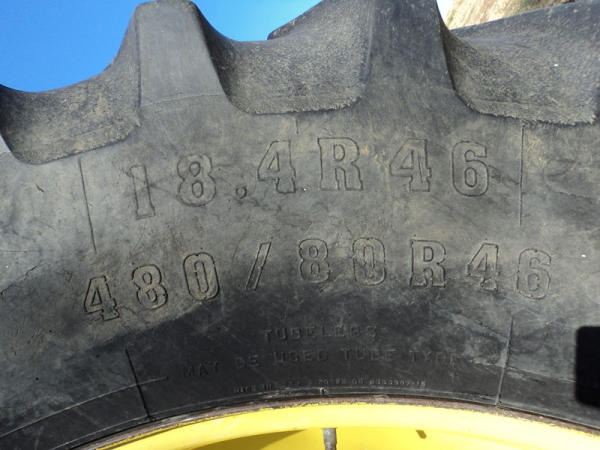 18.4R46
480/80R46
TUBELESS
MAY BE USED TUBE TYPE